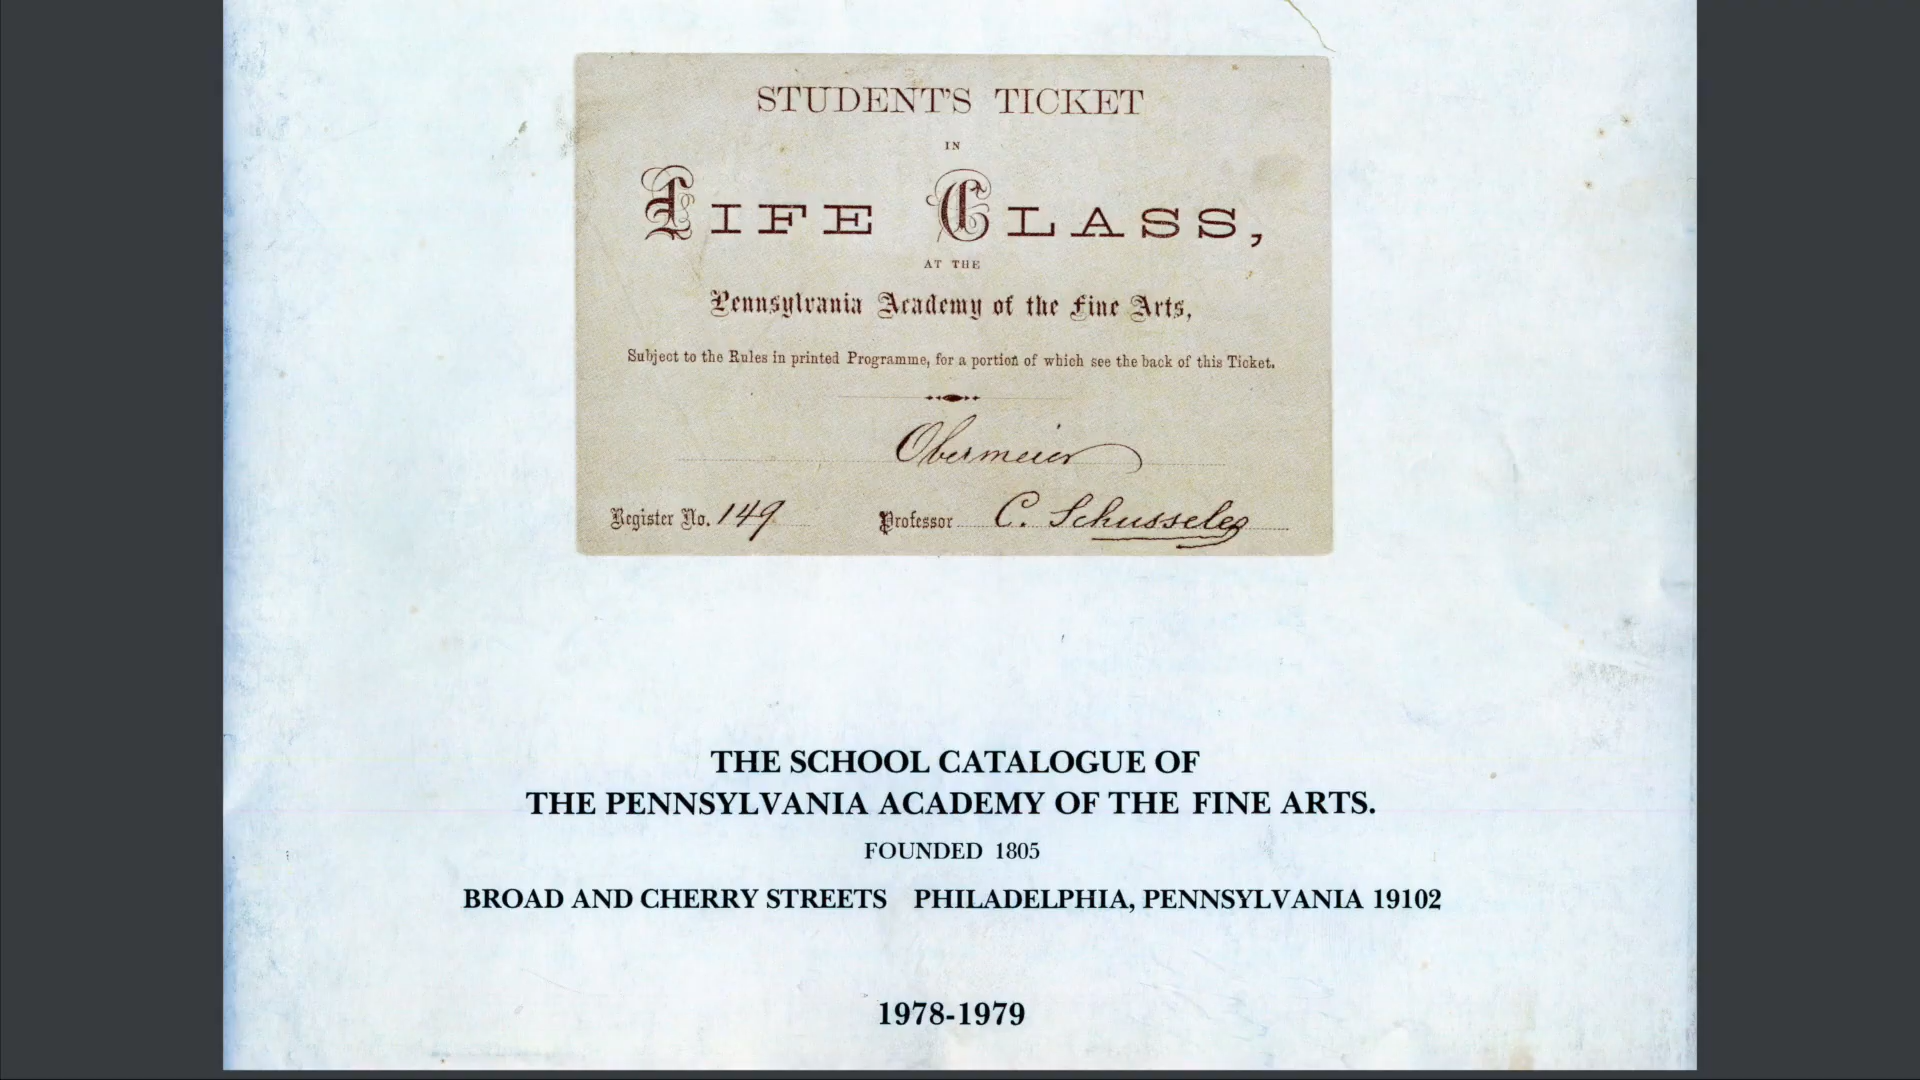 STUDENT'S TICKET
IN
LIFE CLASS,
AT THE
Pennsylvania Academy of the Fine Arts,
Subject to the Rules in printed Programme, for a portion of which see the back of this Ticket.
Obermeier
Register No. 149 Professor C. Schussele
THE SCHOOL CATALOGUE OF
THE PENNSYLVANIA ACADEMY OF THE FINE ARTS.
FOUNDED 1805
BROAD AND CHERRY STREETS PHILADELPHIA, PENNSYLVANIA 19102
1978-1979